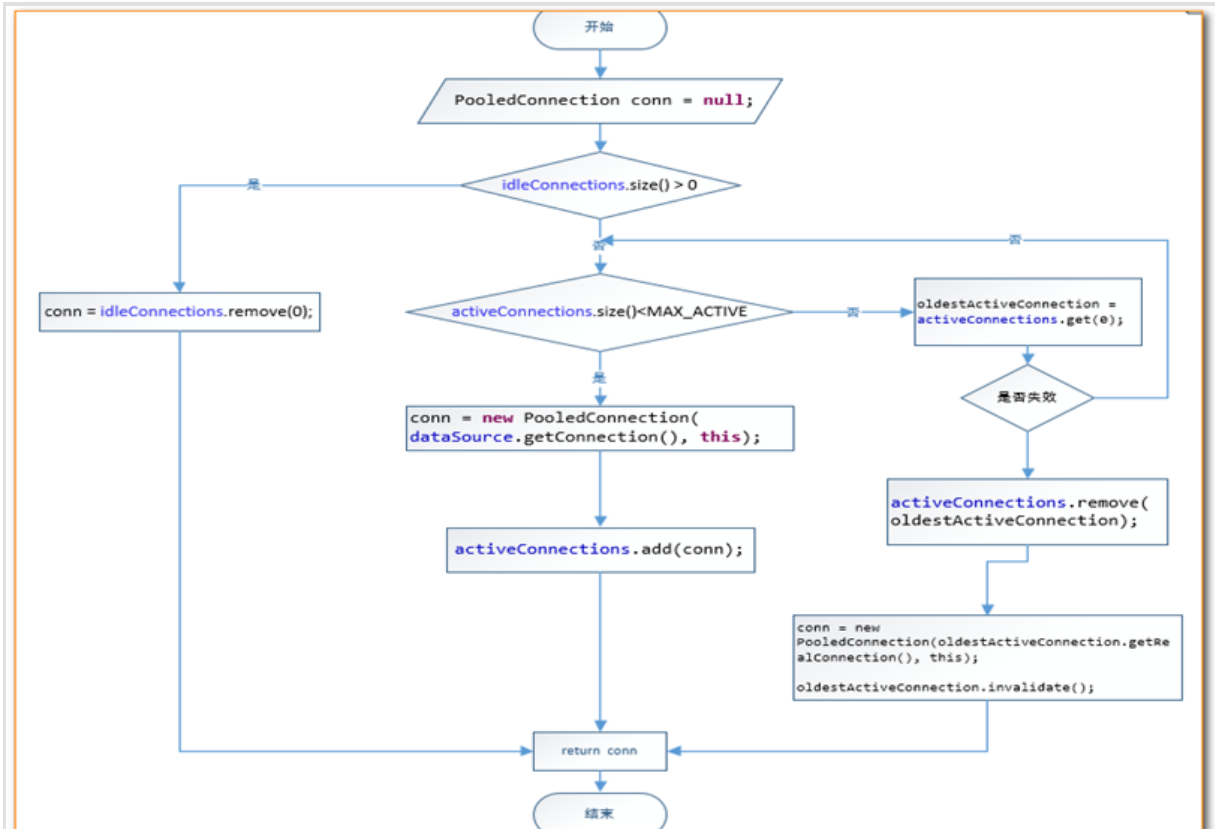 开始
PooledConnection conn = null;
idleConnections.size() > 0
是
否
否
conn = idleConnections.remove(0);
activeConnections.size()<MAX_ACTIVE
否
oldestActiveConnection =
activeConnections.get(0);
是
是否失效
conn = new PooledConnection(
dataSource.getConnection(), this);
activeConnections.remove(
oldestActiveConnection);
activeConnections.add(conn);
conn = new
PooledConnection(oldestActiveConnection.getRe
alConnection(), this);
oldestActiveConnection.invalidate();
return conn
结束